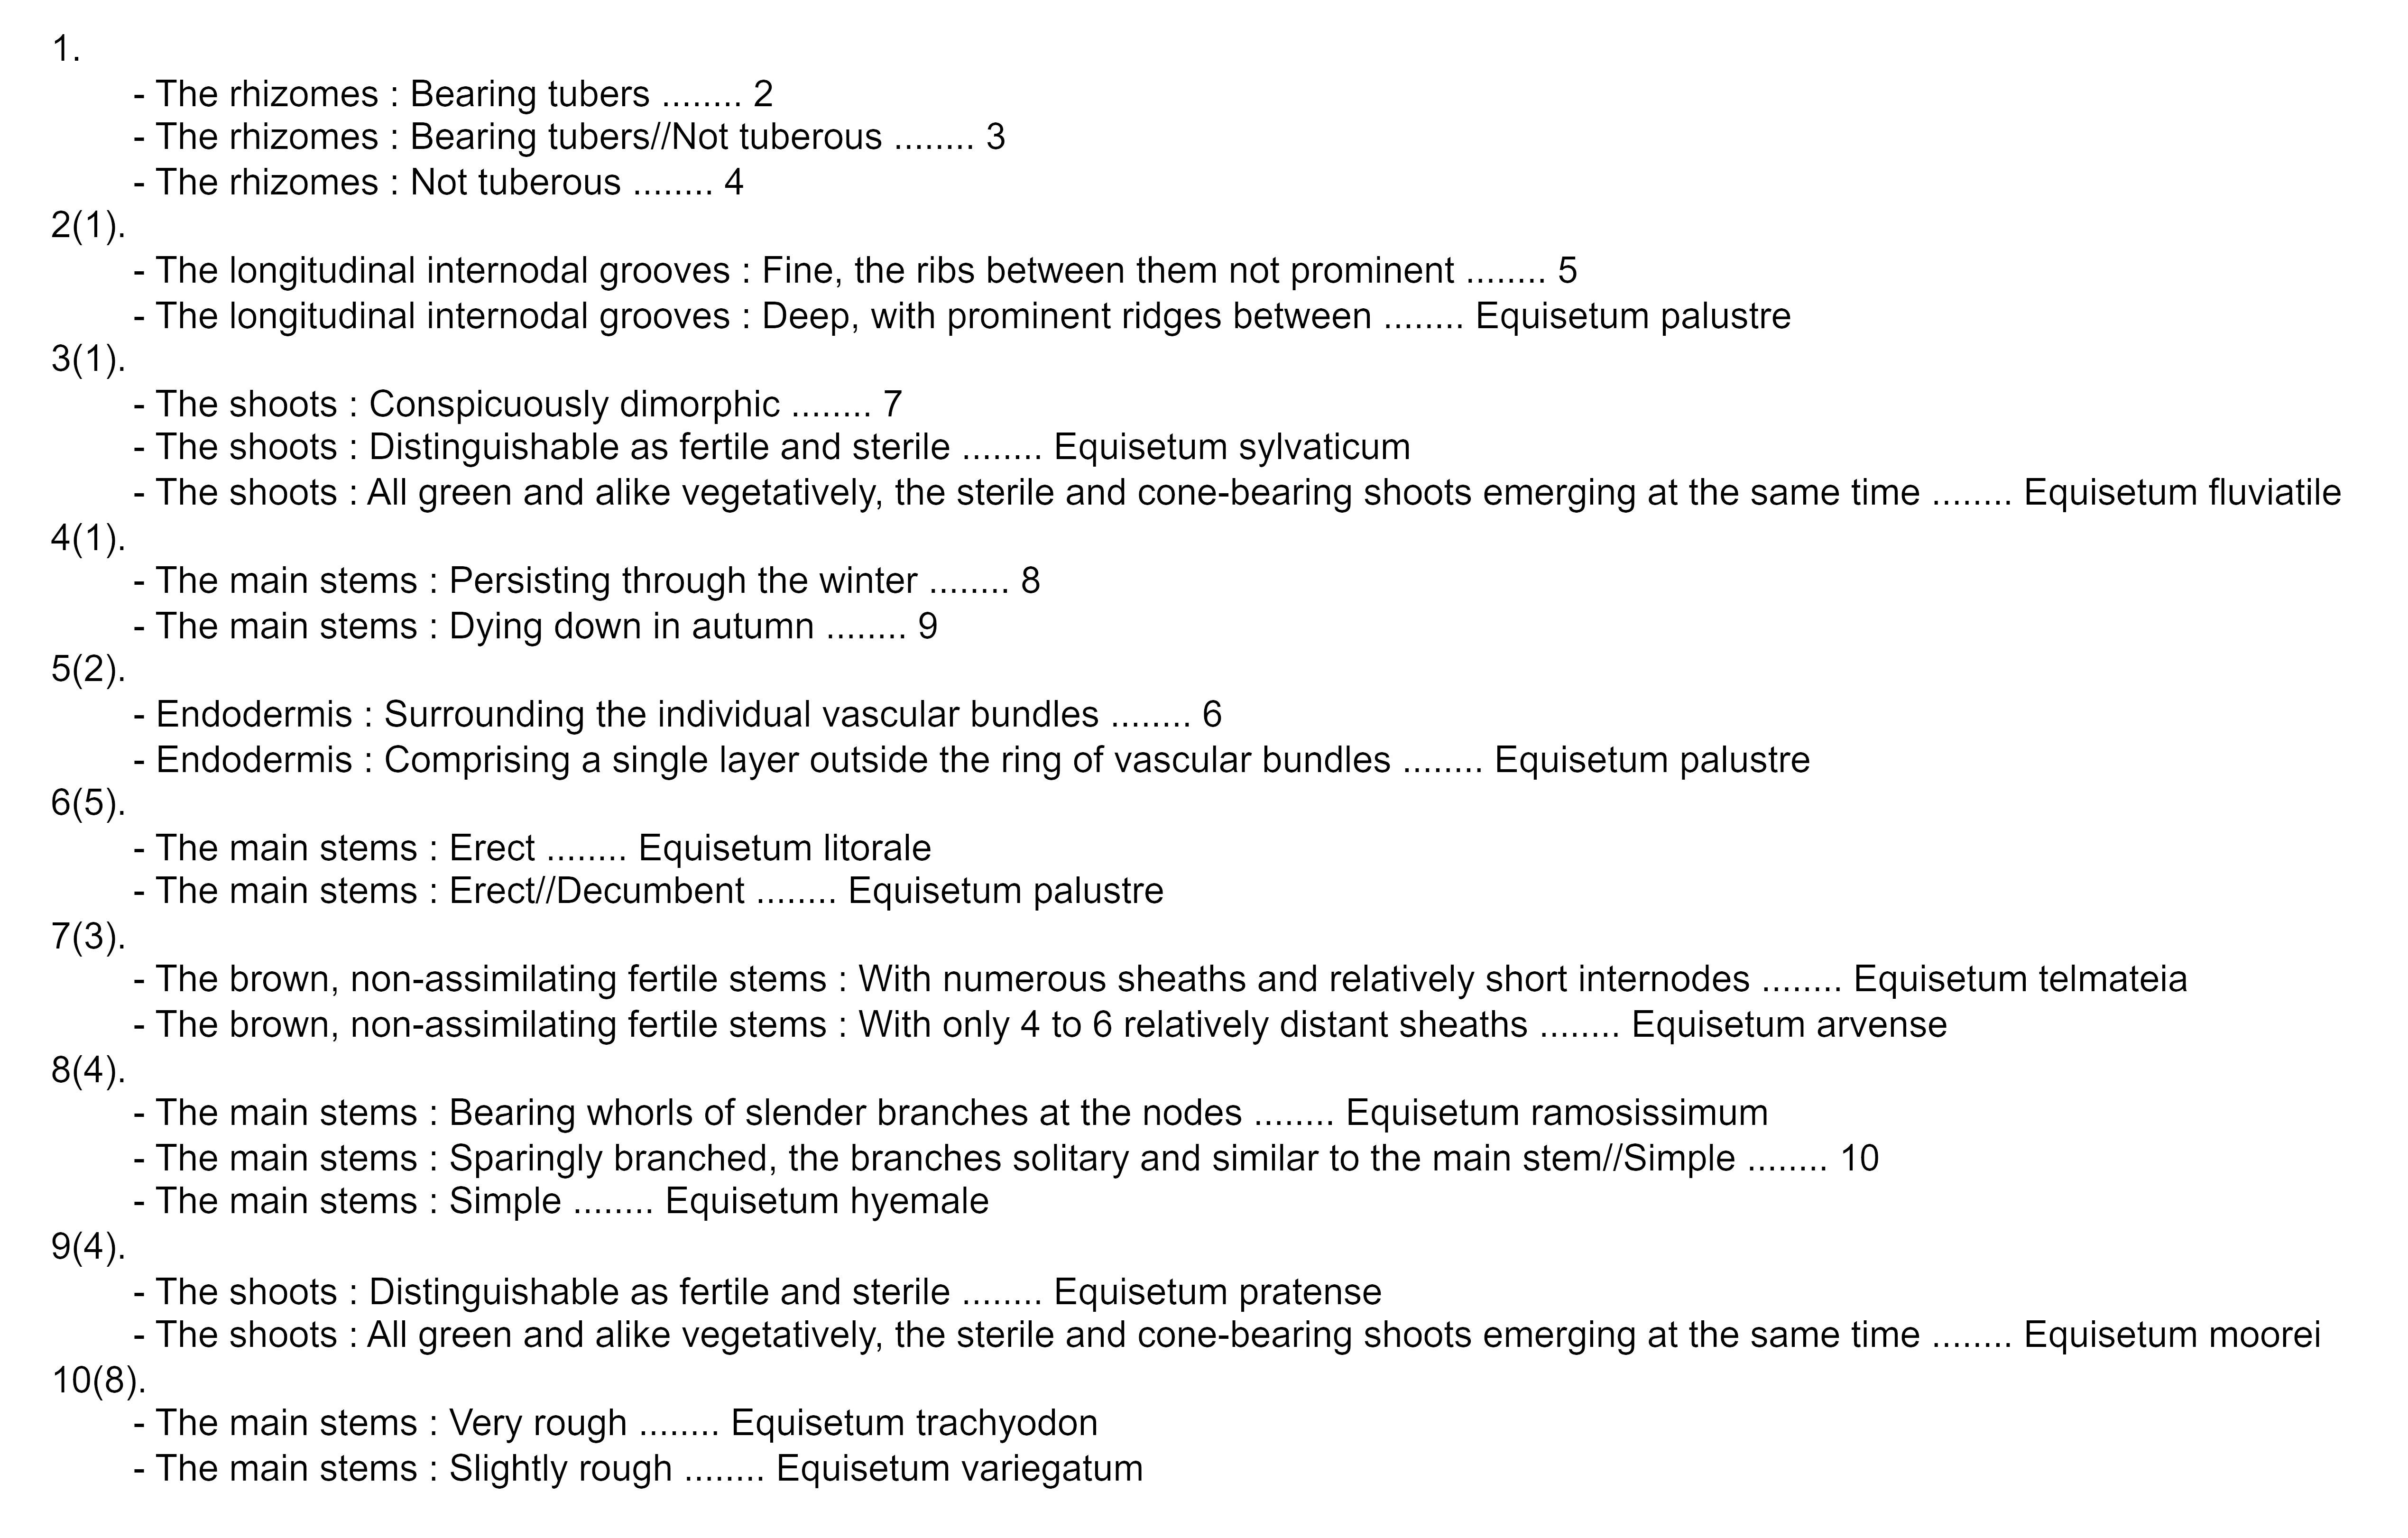 1.
- The rhizomes : Bearing tubers ........ 2
- The rhizomes : Bearing tubers//Not tuberous ........ 3
- The rhizomes : Not tuberous ........ 4
2(1).
- The longitudinal internodal grooves : Fine, the ribs between them not prominent ........ 5
- The longitudinal internodal grooves : Deep, with prominent ridges between ........ Equisetum palustre
3(1).
- The shoots : Conspicuously dimorphic ........ 7
- The shoots : Distinguishable as fertile and sterile ........ Equisetum sylvaticum
- The shoots : All green and alike vegetatively, the sterile and cone-bearing shoots emerging at the same time ........ Equisetum fluviatile
4(1).
- The main stems : Persisting through the winter ........ 8
- The main stems : Dying down in autumn ........ 9
5(2).
- Endodermis : Surrounding the individual vascular bundles ........ 6
- Endodermis : Comprising a single layer outside the ring of vascular bundles ........ Equisetum palustre
6(5).
- The main stems : Erect ........ Equisetum litorale
- The main stems : Erect//Decumbent ........ Equisetum palustre
7(3).
- The brown, non-assimilating fertile stems : With numerous sheaths and relatively short internodes ........ Equisetum telmateia
- The brown, non-assimilating fertile stems : With only 4 to 6 relatively distant sheaths ........ Equisetum arvense
8(4).
- The main stems : Bearing whorls of slender branches at the nodes ........ Equisetum ramosissimum
- The main stems : Sparingly branched, the branches solitary and similar to the main stem//Simple ........ 10
- The main stems : Simple ........ Equisetum hyemale
9(4).
- The shoots : Distinguishable as fertile and sterile ........ Equisetum pratense
- The shoots : All green and alike vegetatively, the sterile and cone-bearing shoots emerging at the same time ........ Equisetum moorei
10(8).
- The main stems : Very rough ........ Equisetum trachyodon
- The main stems : Slightly rough ........ Equisetum variegatum